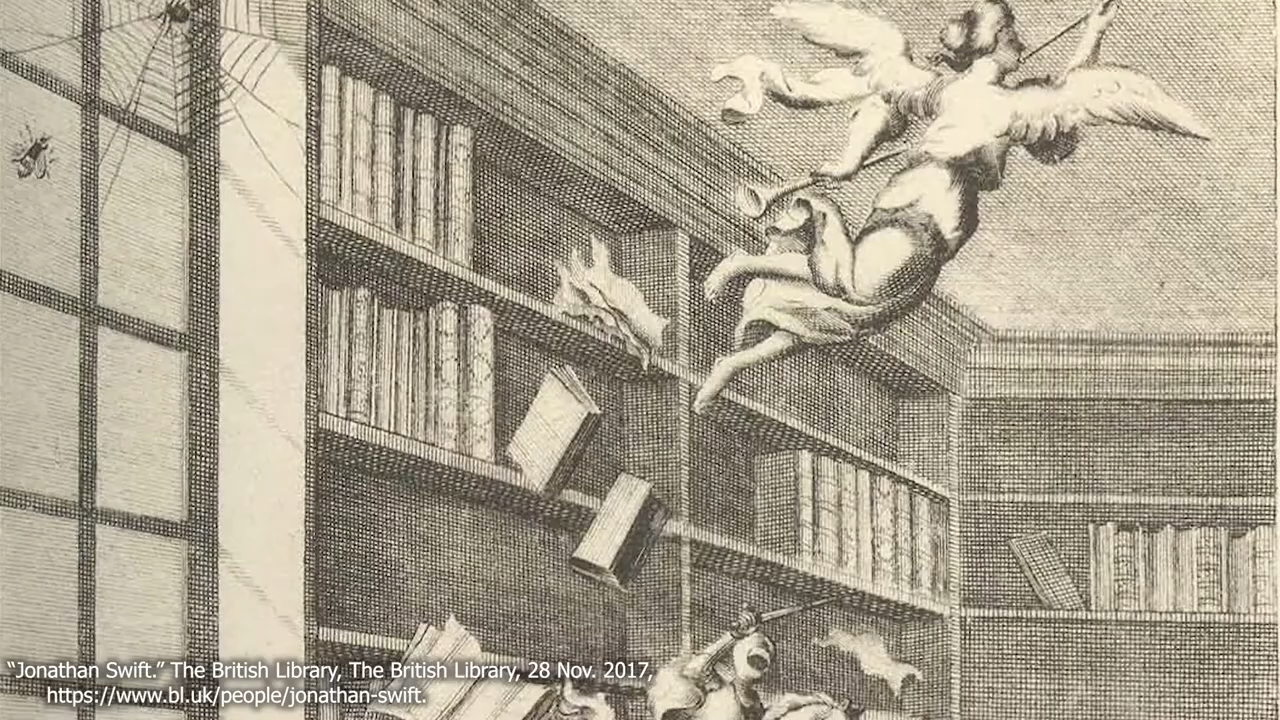 “Jonathan Swift.” The British Library, The British Library, 28 Nov. 2017,
https://www.bl.uk/people/jonathan-swift.